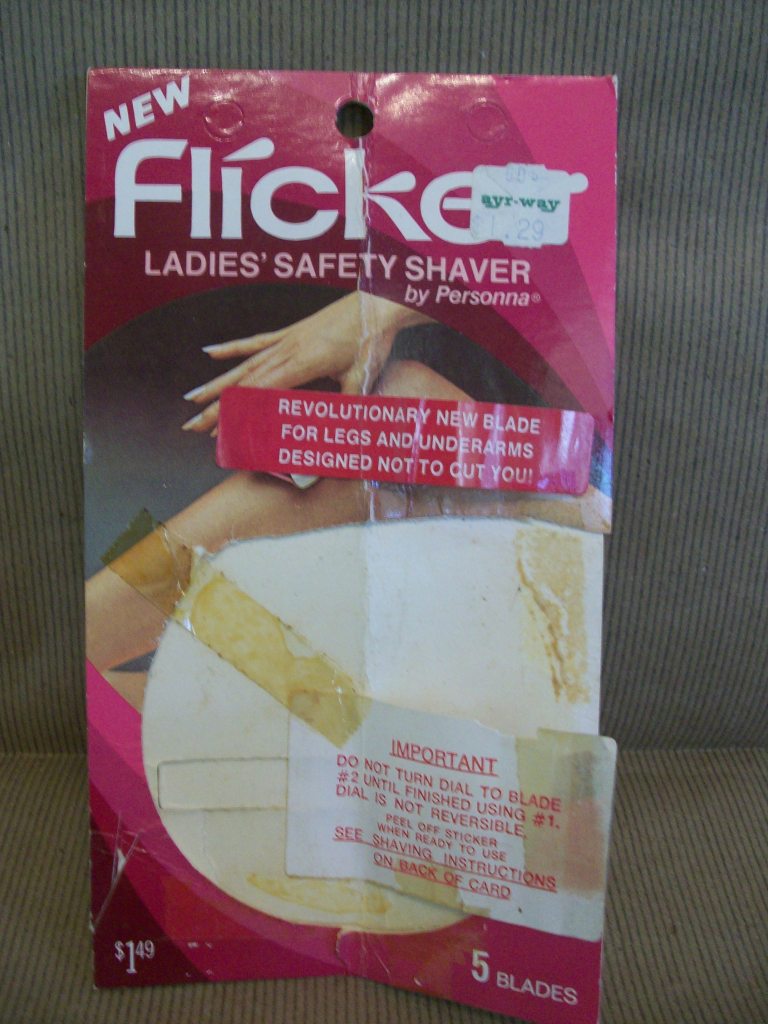 NEW
Flicke
ayr-way
$1.29
LADIES' SAFETY SHAVER
by Personna®
REVOLUTIONARY NEW BLADE
FOR LEGS AND UNDERARMS
DESIGNED NOT TO CUT YOU!
IMPORTANT
DO NOT TURN DIAL TO BLADE
#2 UNTIL FINISHED USING #1.
DIAL IS NOT REVERSIBLE.
PEEL OFF STICKER
WHEN READY TO USE
SEE SHAVING INSTRUCTIONS
ON BACK OF CARD
$1.49
5 BLADES